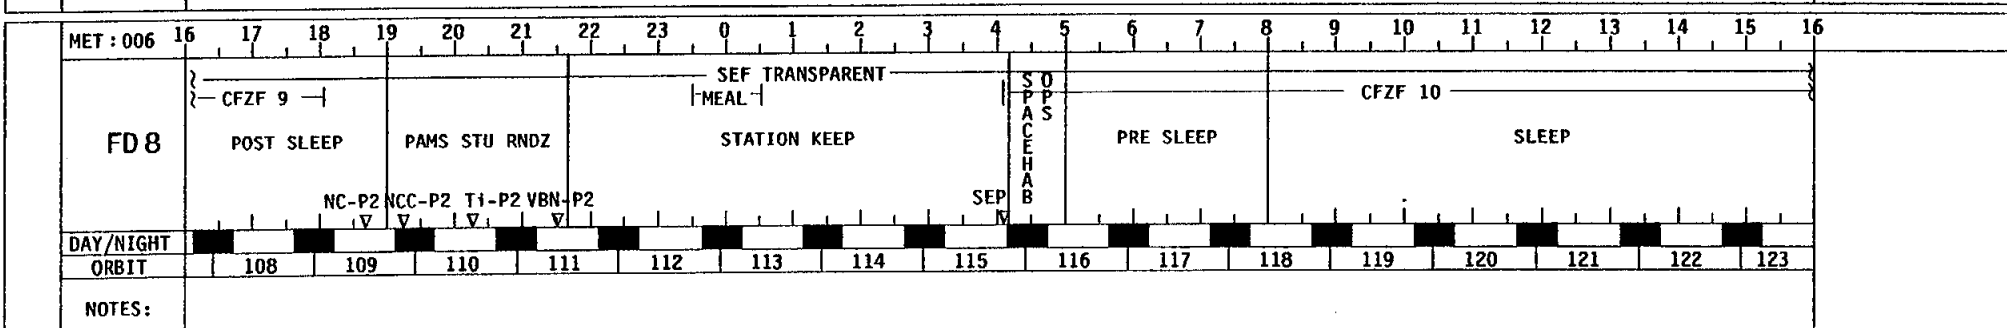 MET:006 16 17 18 19 20 21 22 23 0 1 2 3 4 5 6 7 8 9 10 11 12 13 14 15 16
SEF TRANSPARENT
CFZF 9 MEAL CFZF 10
FD 8 POST SLEEP PAMS STU RNDZ STATION KEEP SPACEHAB OPS PRE SLEEP SLEEP
NC-P2 NCC-P2 Ti-P2 VBN-P2 SEP
DAY/NIGHT
ORBIT 108 109 110 111 112 113 114 115 116 117 118 119 120 121 122 123
NOTES: